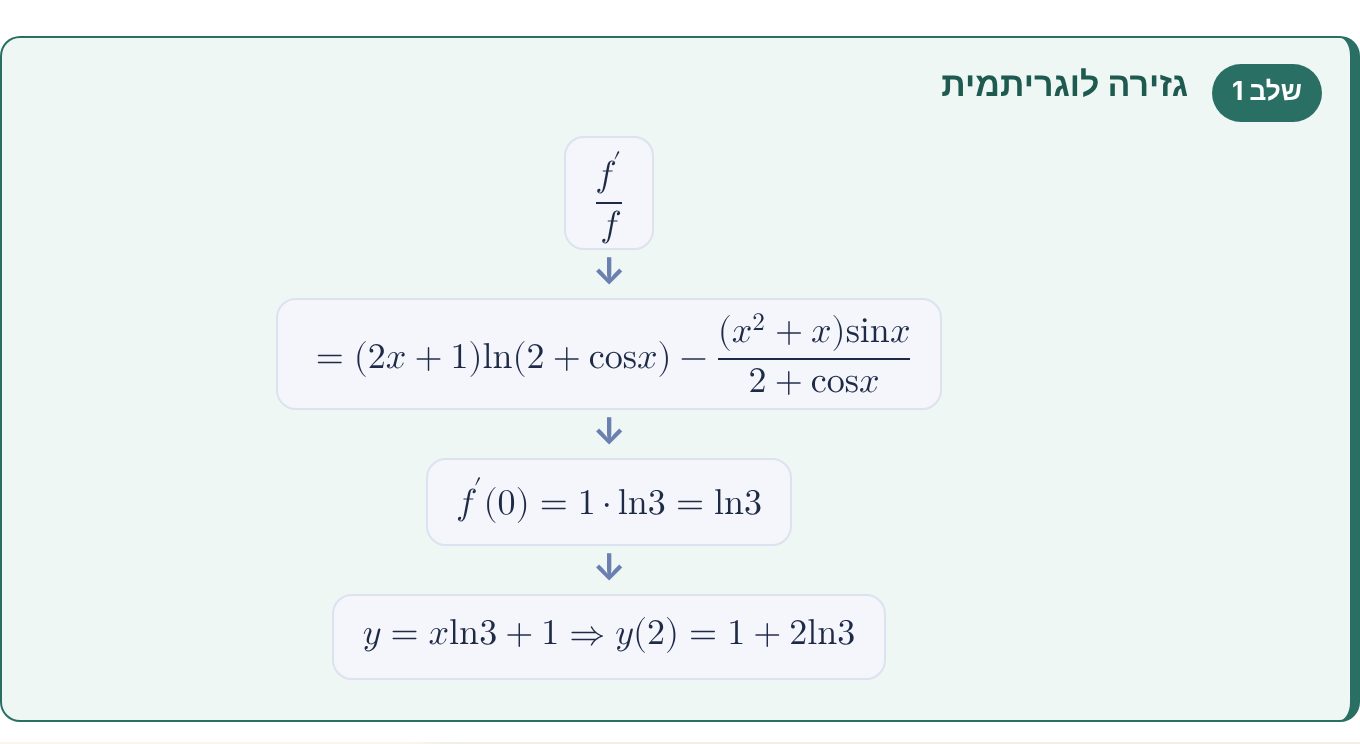 שלב 1 גזירה לוגריתמית
f′/f
= (2x + 1)ln(2 + cosx) − (x² + x)sinx / 2 + cosx
f′(0) = 1 · ln3 = ln3
y = xln3 + 1 ⇒ y(2) = 1 + 2ln3